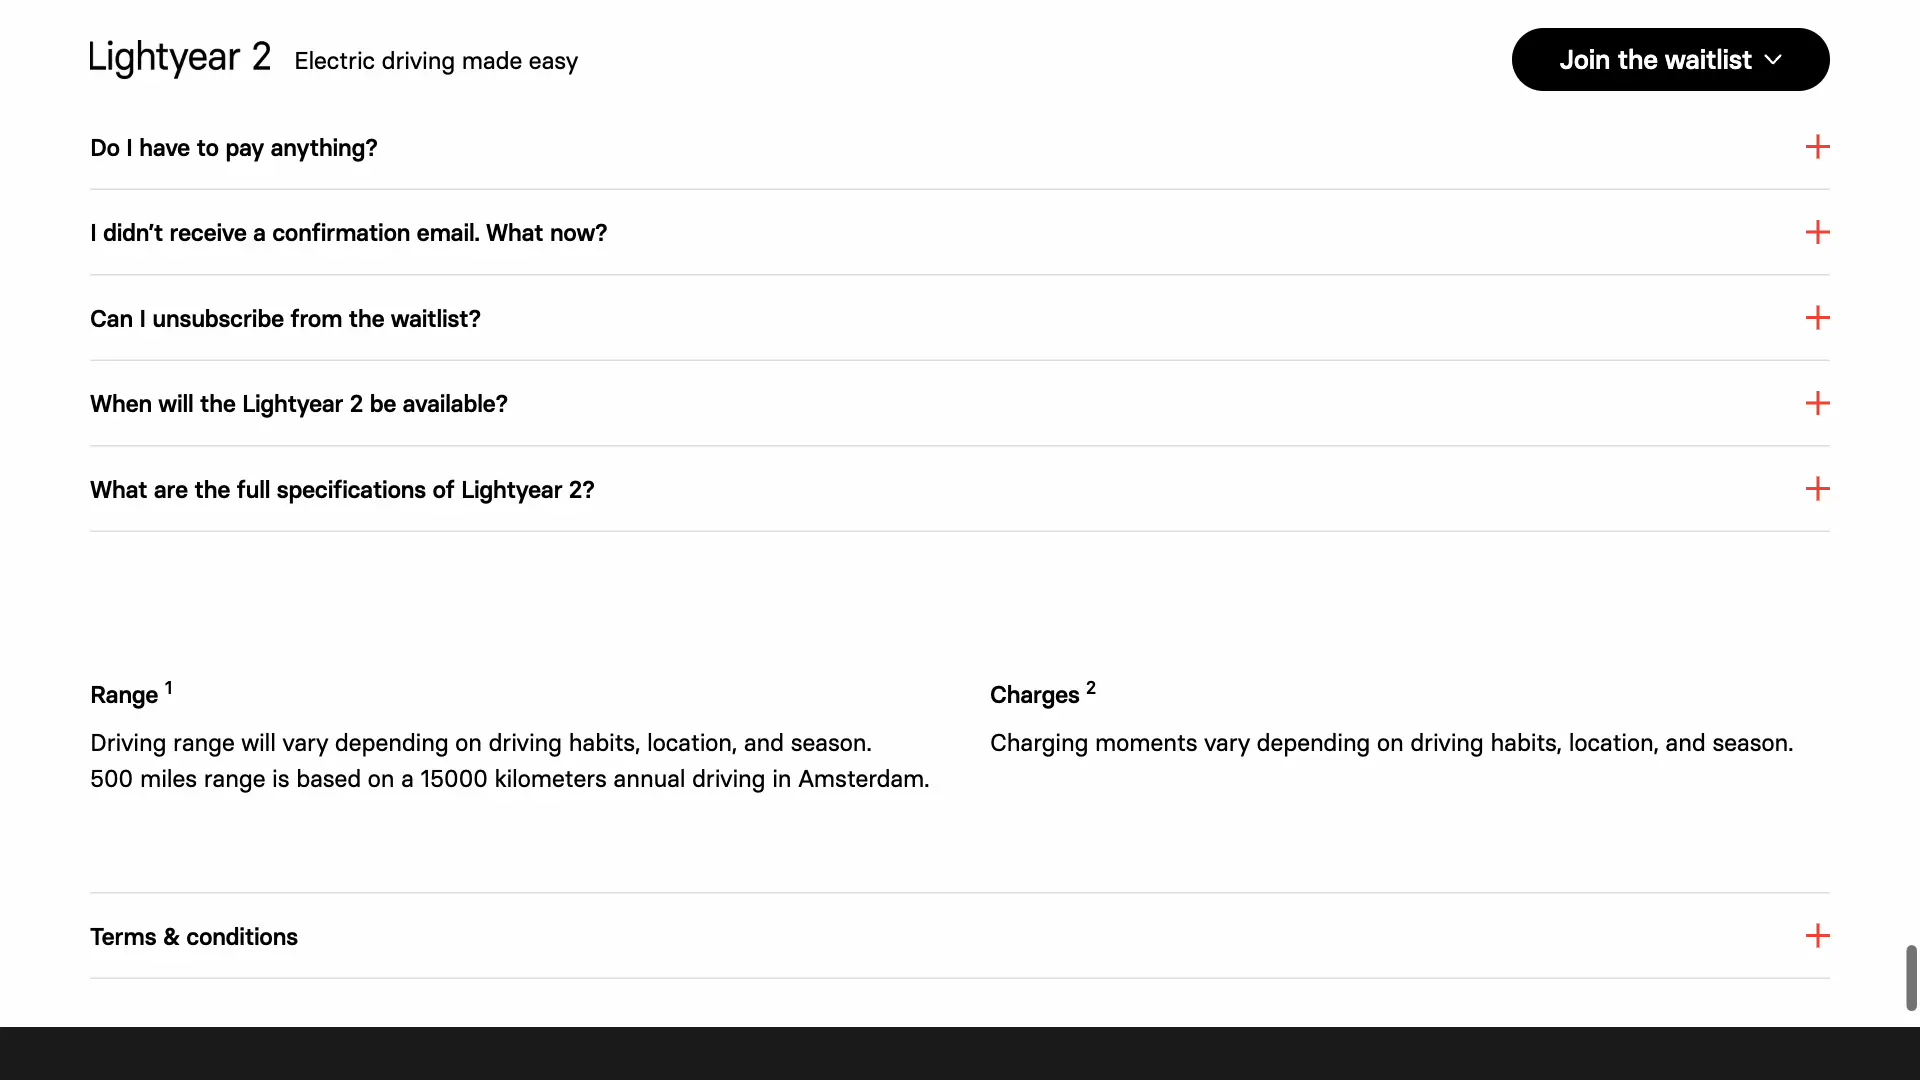 Lightyear 2 Electric driving made easy
Join the waitlist
Do I have to pay anything?
I didn’t receive a confirmation email. What now?
Can I unsubscribe from the waitlist?
When will the Lightyear 2 be available?
What are the full specifications of Lightyear 2?
Range 1
Driving range will vary depending on driving habits, location, and season.
500 miles range is based on a 15000 kilometers annual driving in Amsterdam.
Charges 2
Charging moments vary depending on driving habits, location, and season.
Terms & conditions